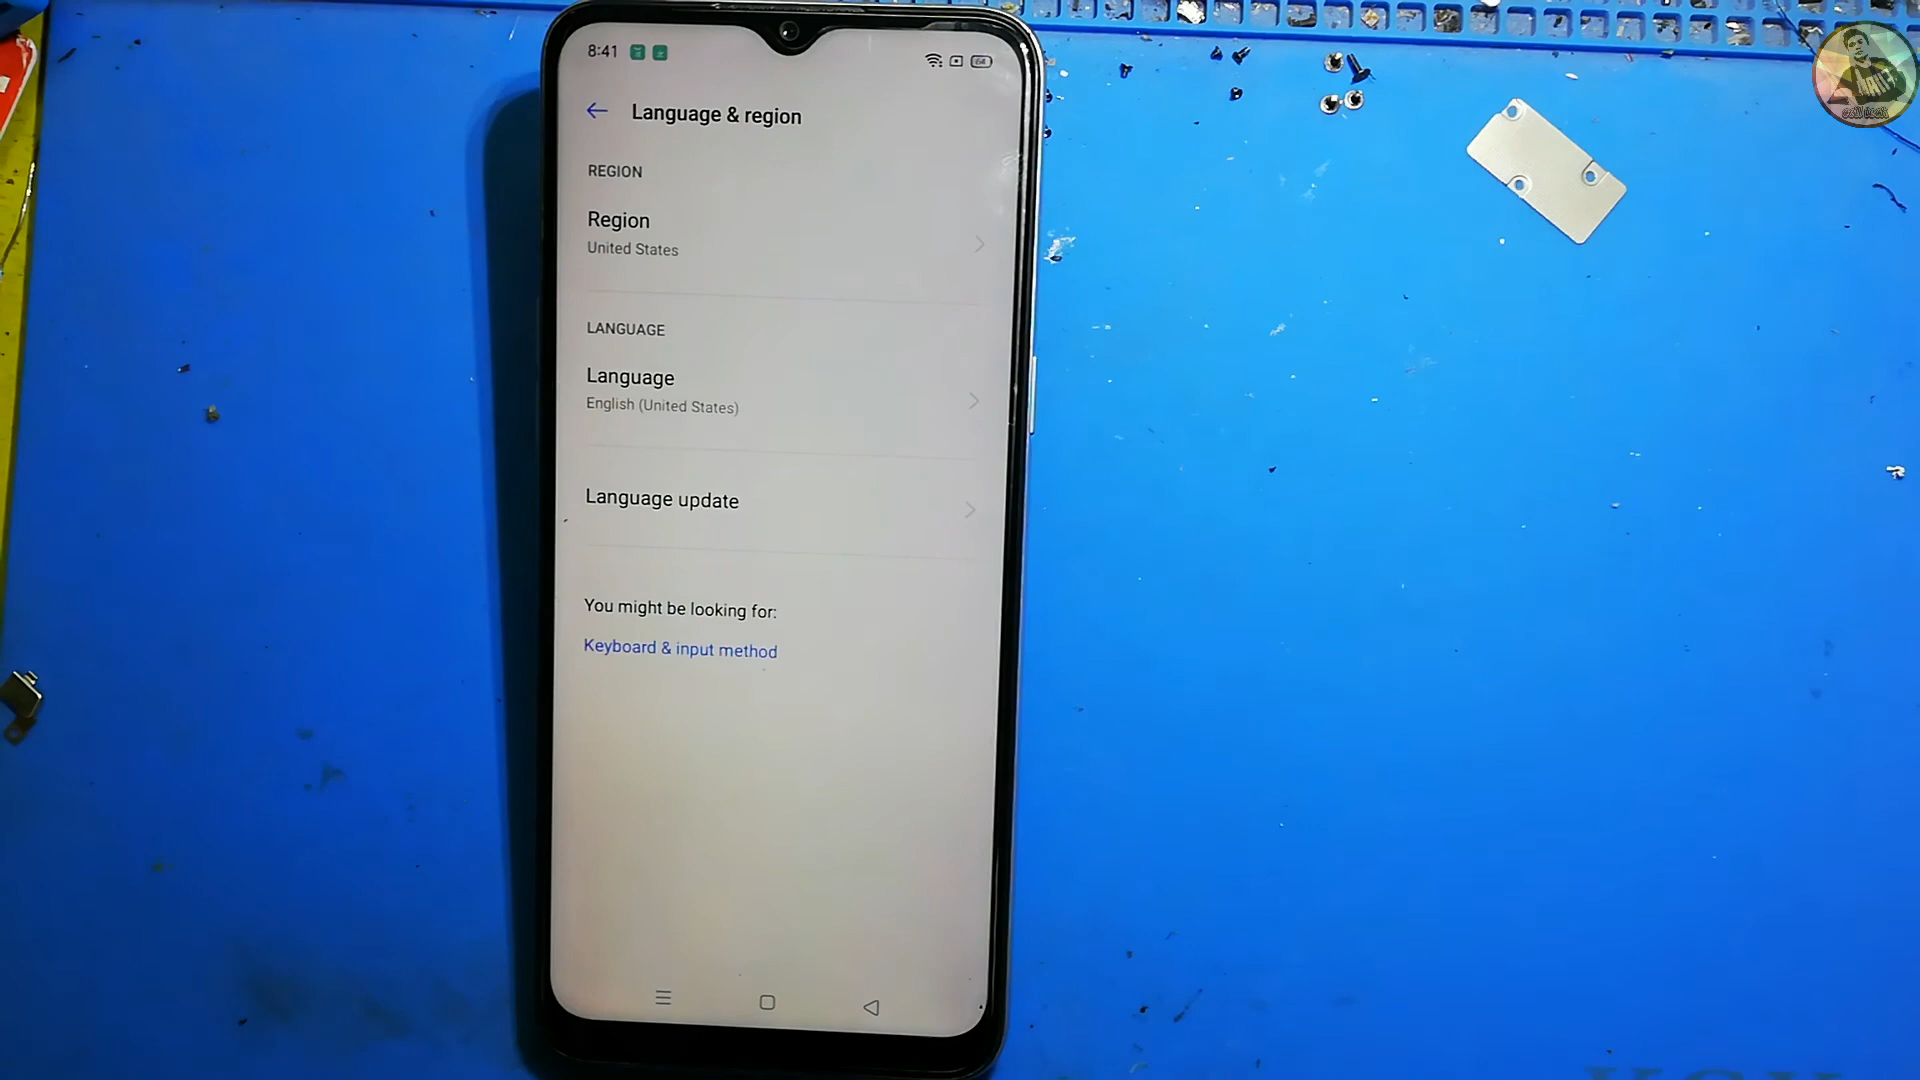 8:41
Language & region
REGION
Region
United States
LANGUAGE
Language
English (United States)
Language update
You might be looking for:
Keyboard & input method